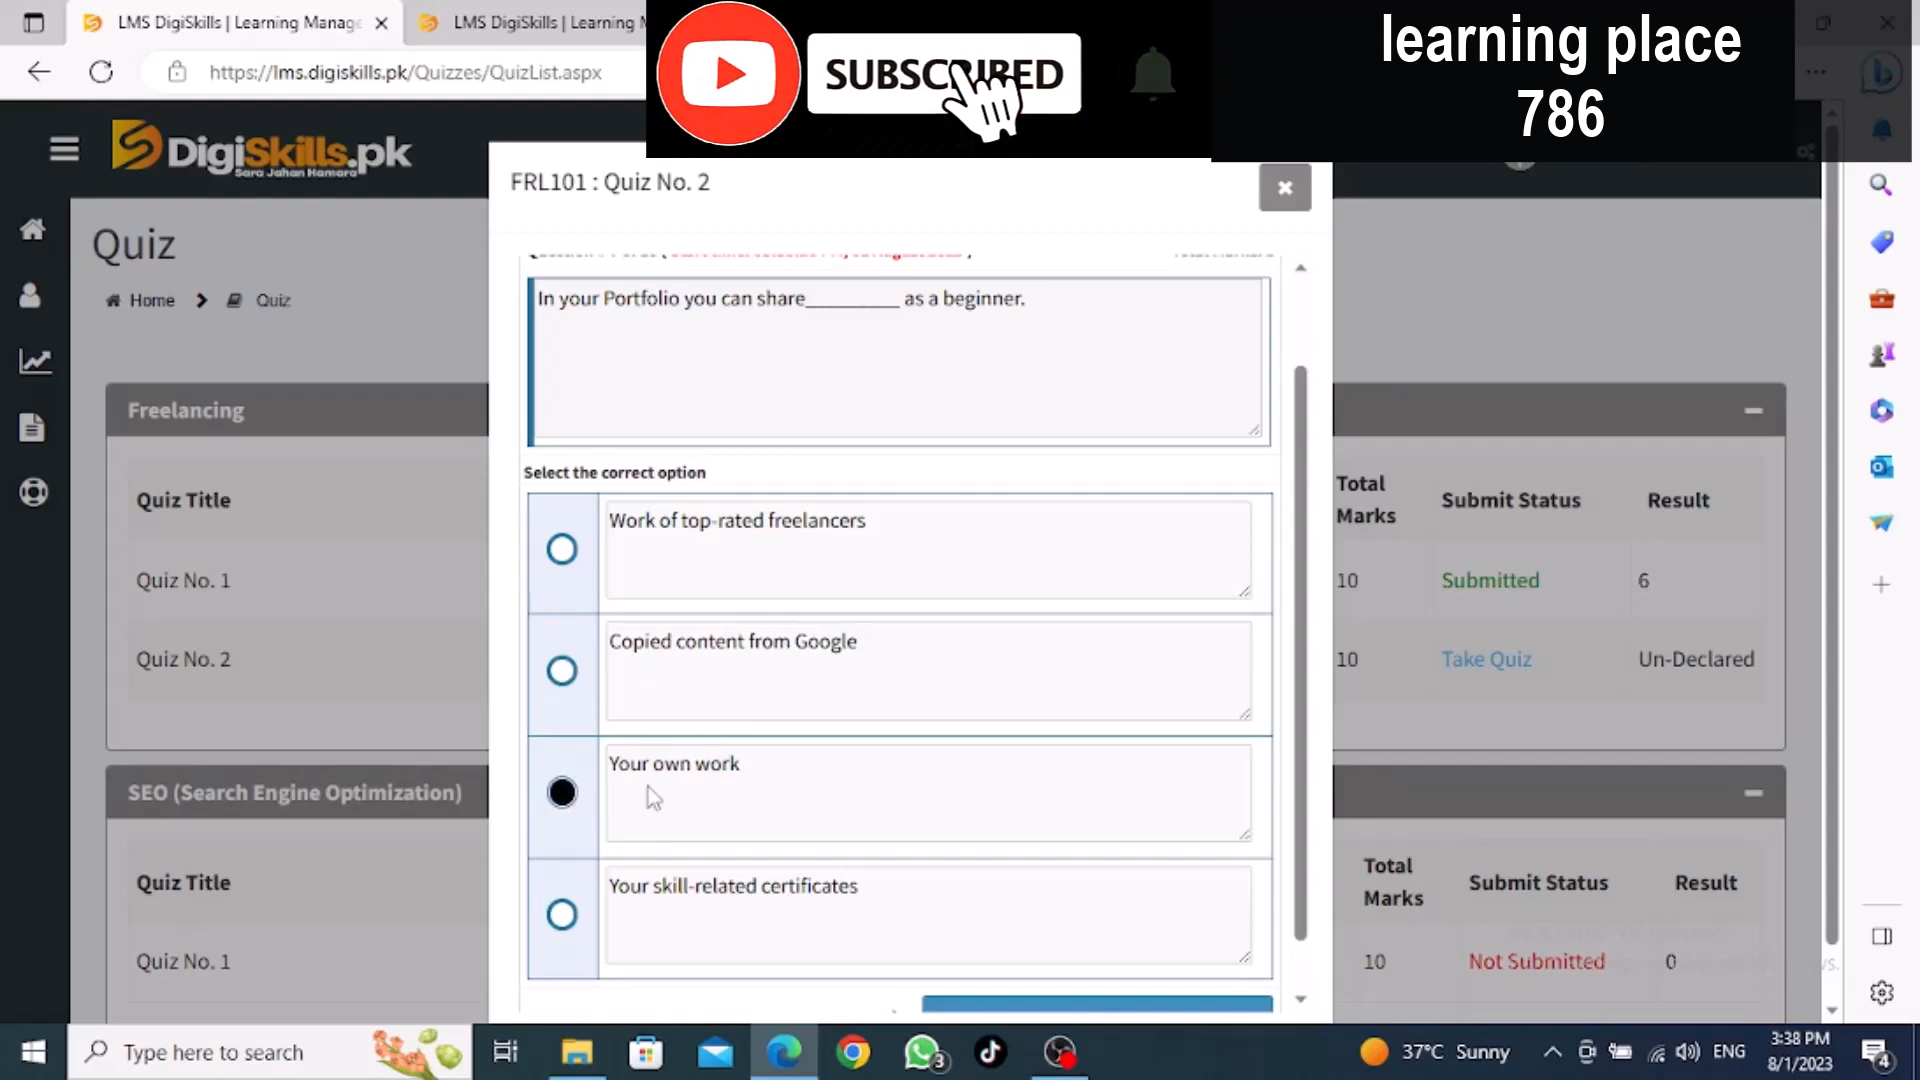 LMS DigiSkills | Learning Manage
LMS DigiSkills | Learning M
https://lms.digiskills.pk/Quizzes/QuizList.aspx
SUBSCRIBED
learning place
786
DigiSkills.pk
Sara Jahan Hamara
FRL101 : Quiz No. 2
Quiz
Home
Quiz
In your Portfolio you can share__________ as a beginner.
Select the correct option
Work of top-rated freelancers
Copied content from Google
Your own work
Your skill-related certificates
Freelancing
Quiz Title
Total
Marks
Submit Status
Result
Quiz No. 1
10
Submitted
6
Quiz No. 2
10
Take Quiz
Un-Declared
SEO (Search Engine Optimization)
Quiz Title
Total
Marks
Submit Status
Result
Quiz No. 1
10
Not Submitted
0
Type here to search
3
37°C Sunny
ENG
3:38 PM
8/1/2023
4